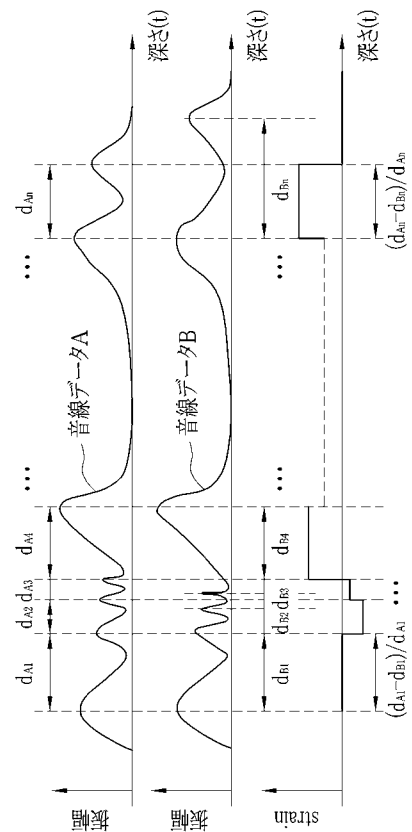 振幅
dA1
dA2
dA3
dA4
•••
音線データA
•••
dAn
深さ(t)
振幅
dB1
dB2
dB3
dB4
音線データB
dBn
深さ(t)
strain
•••
•••
深さ(t)
(dA1−dB1)/dA1
•••
(dAn−dBn)/dAn